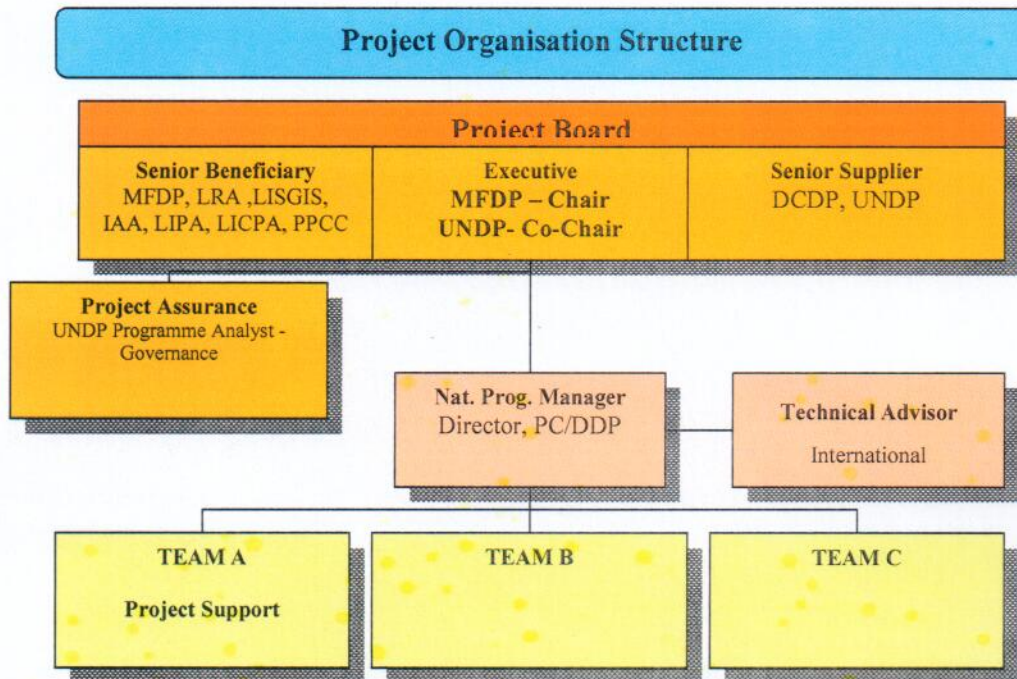 Project Organisation Structure
Project Board
Senior Beneficiary
MFDP, LRA ,LISGIS,
IAA, LIPA, LICPA, PPCC
Executive
MFDP – Chair
UNDP- Co-Chair
Senior Supplier
DCDP, UNDP
Project Assurance
UNDP Programme Analyst -
Governance
Nat. Prog. Manager
Director, PC/DDP
Technical Advisor
International
TEAM A
Project Support
TEAM B
TEAM C